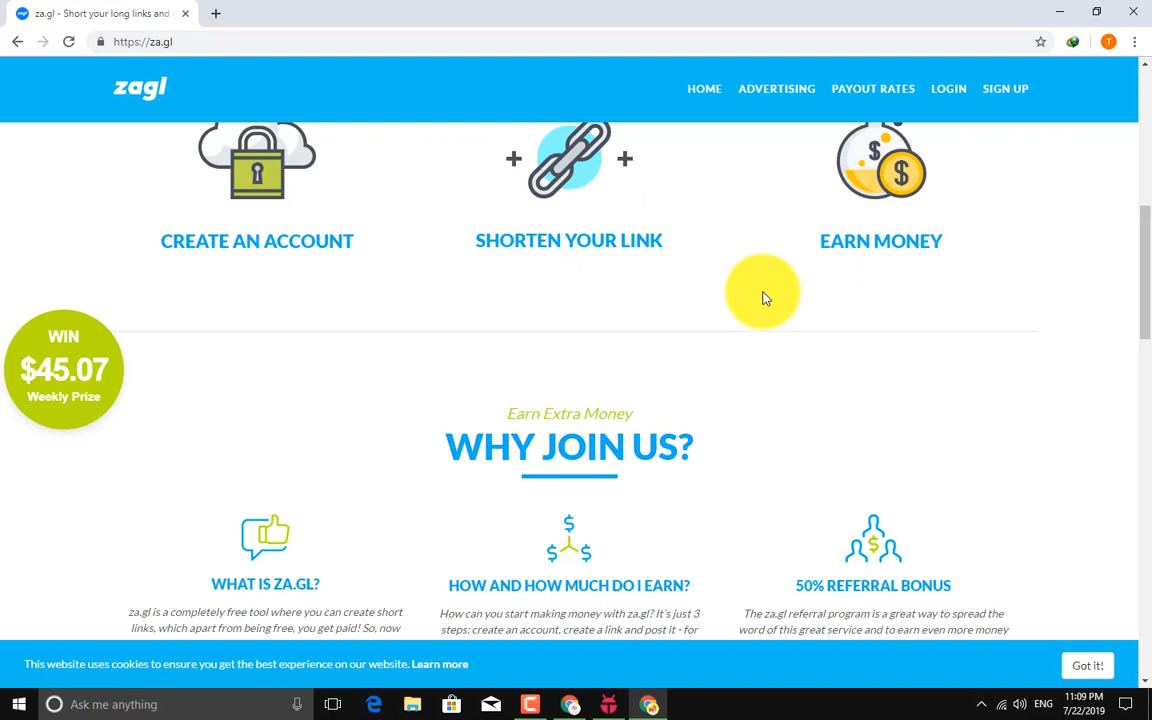 za.gl - Short your long links and
https://za.gl
T
zagl
HOME ADVERTISING PAYOUT RATES LOGIN SIGN UP
$ $
CREATE AN ACCOUNT
SHORTEN YOUR LINK
EARN MONEY
WIN
$45.07
Weekly Prize
Earn Extra Money
WHY JOIN US?
$ $ $
$
WHAT IS ZA.GL?
za.gl is a completely free tool where you can create short
links, which apart from being free, you get paid! So, now
HOW AND HOW MUCH DO I EARN?
How can you start making money with za.gl? It's just 3
steps: create an account, create a link and post it - for
50% REFERRAL BONUS
The za.gl referral program is a great way to spread the
word of this great service and to earn even more money
This website uses cookies to ensure you get the best experience on our website. Learn more
Got it!
Ask me anything
ENG
11:09 PM
7/22/2019